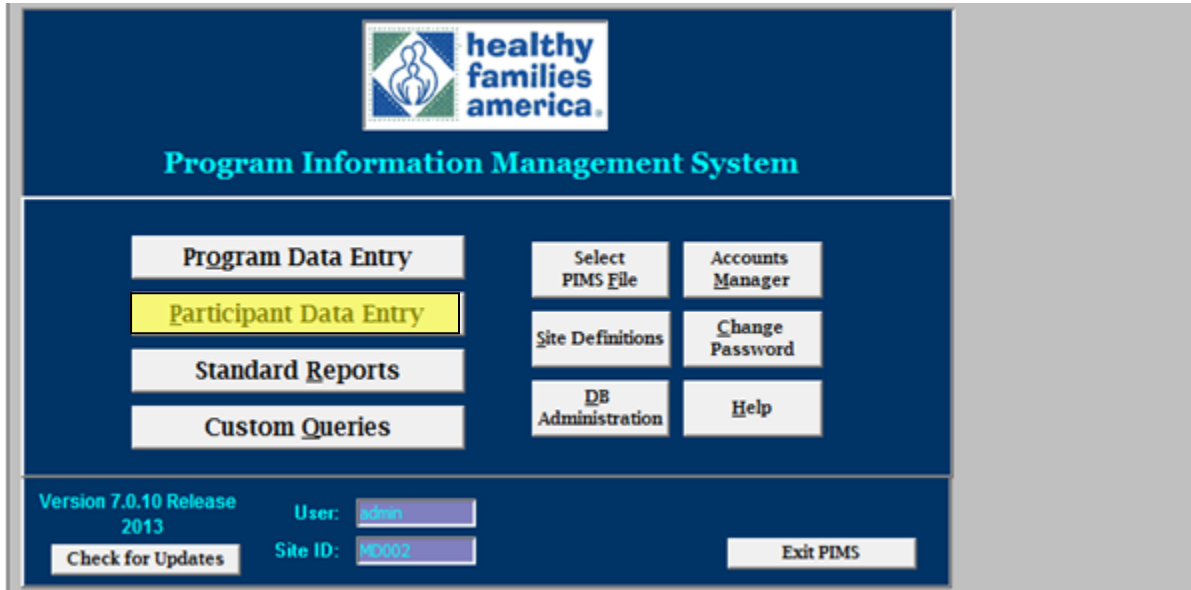 healthy
families
america®
Program Information Management System
Program Data Entry
Participant Data Entry
Standard Reports
Custom Queries
Select
PIMS File
Accounts
Manager
Site Definitions
Change
Password
DB
Administration
Help
Version 7.0.10 Release
2013
Check for Updates
User: admin
Site ID: MD002
Exit PIMS